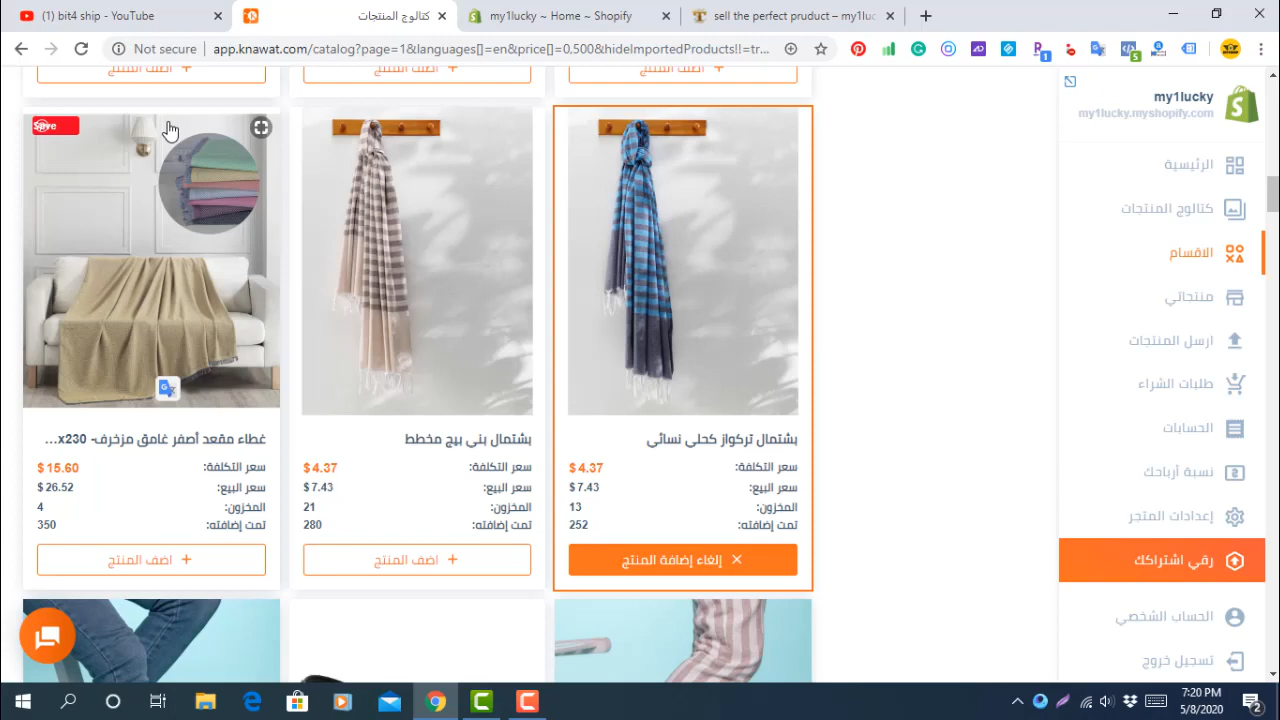 (1) bit4 ship - YouTube
كتالوج المنتجات
my1lucky ~ Home ~ Shopify
sell the perfect pruduct – my1luc
Not secure
app.knawat.com/catalog?page=1&languages[]=en&price[]=0,500&hideImportedProducts!!=tr...
اضف المنتج +
اضف المنتج +
اضف المنتج +
my1lucky
my1lucky.myshopify.com
الرئيسية
كتالوج المنتجات
الاقسام
منتجاتي
ارسل المنتجات
طلبات الشراء
الحسابات
نسبة أرباحك
إعدادات المتجر
رقي اشتراكك
الحساب الشخصي
تسجيل خروج
بشتمال تركواز كحلي نسائي
سعر التكلفة: $ 4.37
سعر البيع: $ 7.43
المخزون: 13
تمت إضافته: 252
إلغاء إضافة المنتج ×
بشتمال بني بيج مخطط
سعر التكلفة: $ 4.37
سعر البيع: $ 7.43
المخزون: 21
تمت إضافته: 280
اضف المنتج +
غطاء مقعد أصفر غامق مزخرف- x230...
سعر التكلفة: $ 15.60
سعر البيع: $ 26.52
المخزون: 4
تمت إضافته: 350
اضف المنتج +
7:20 PM
5/8/2020